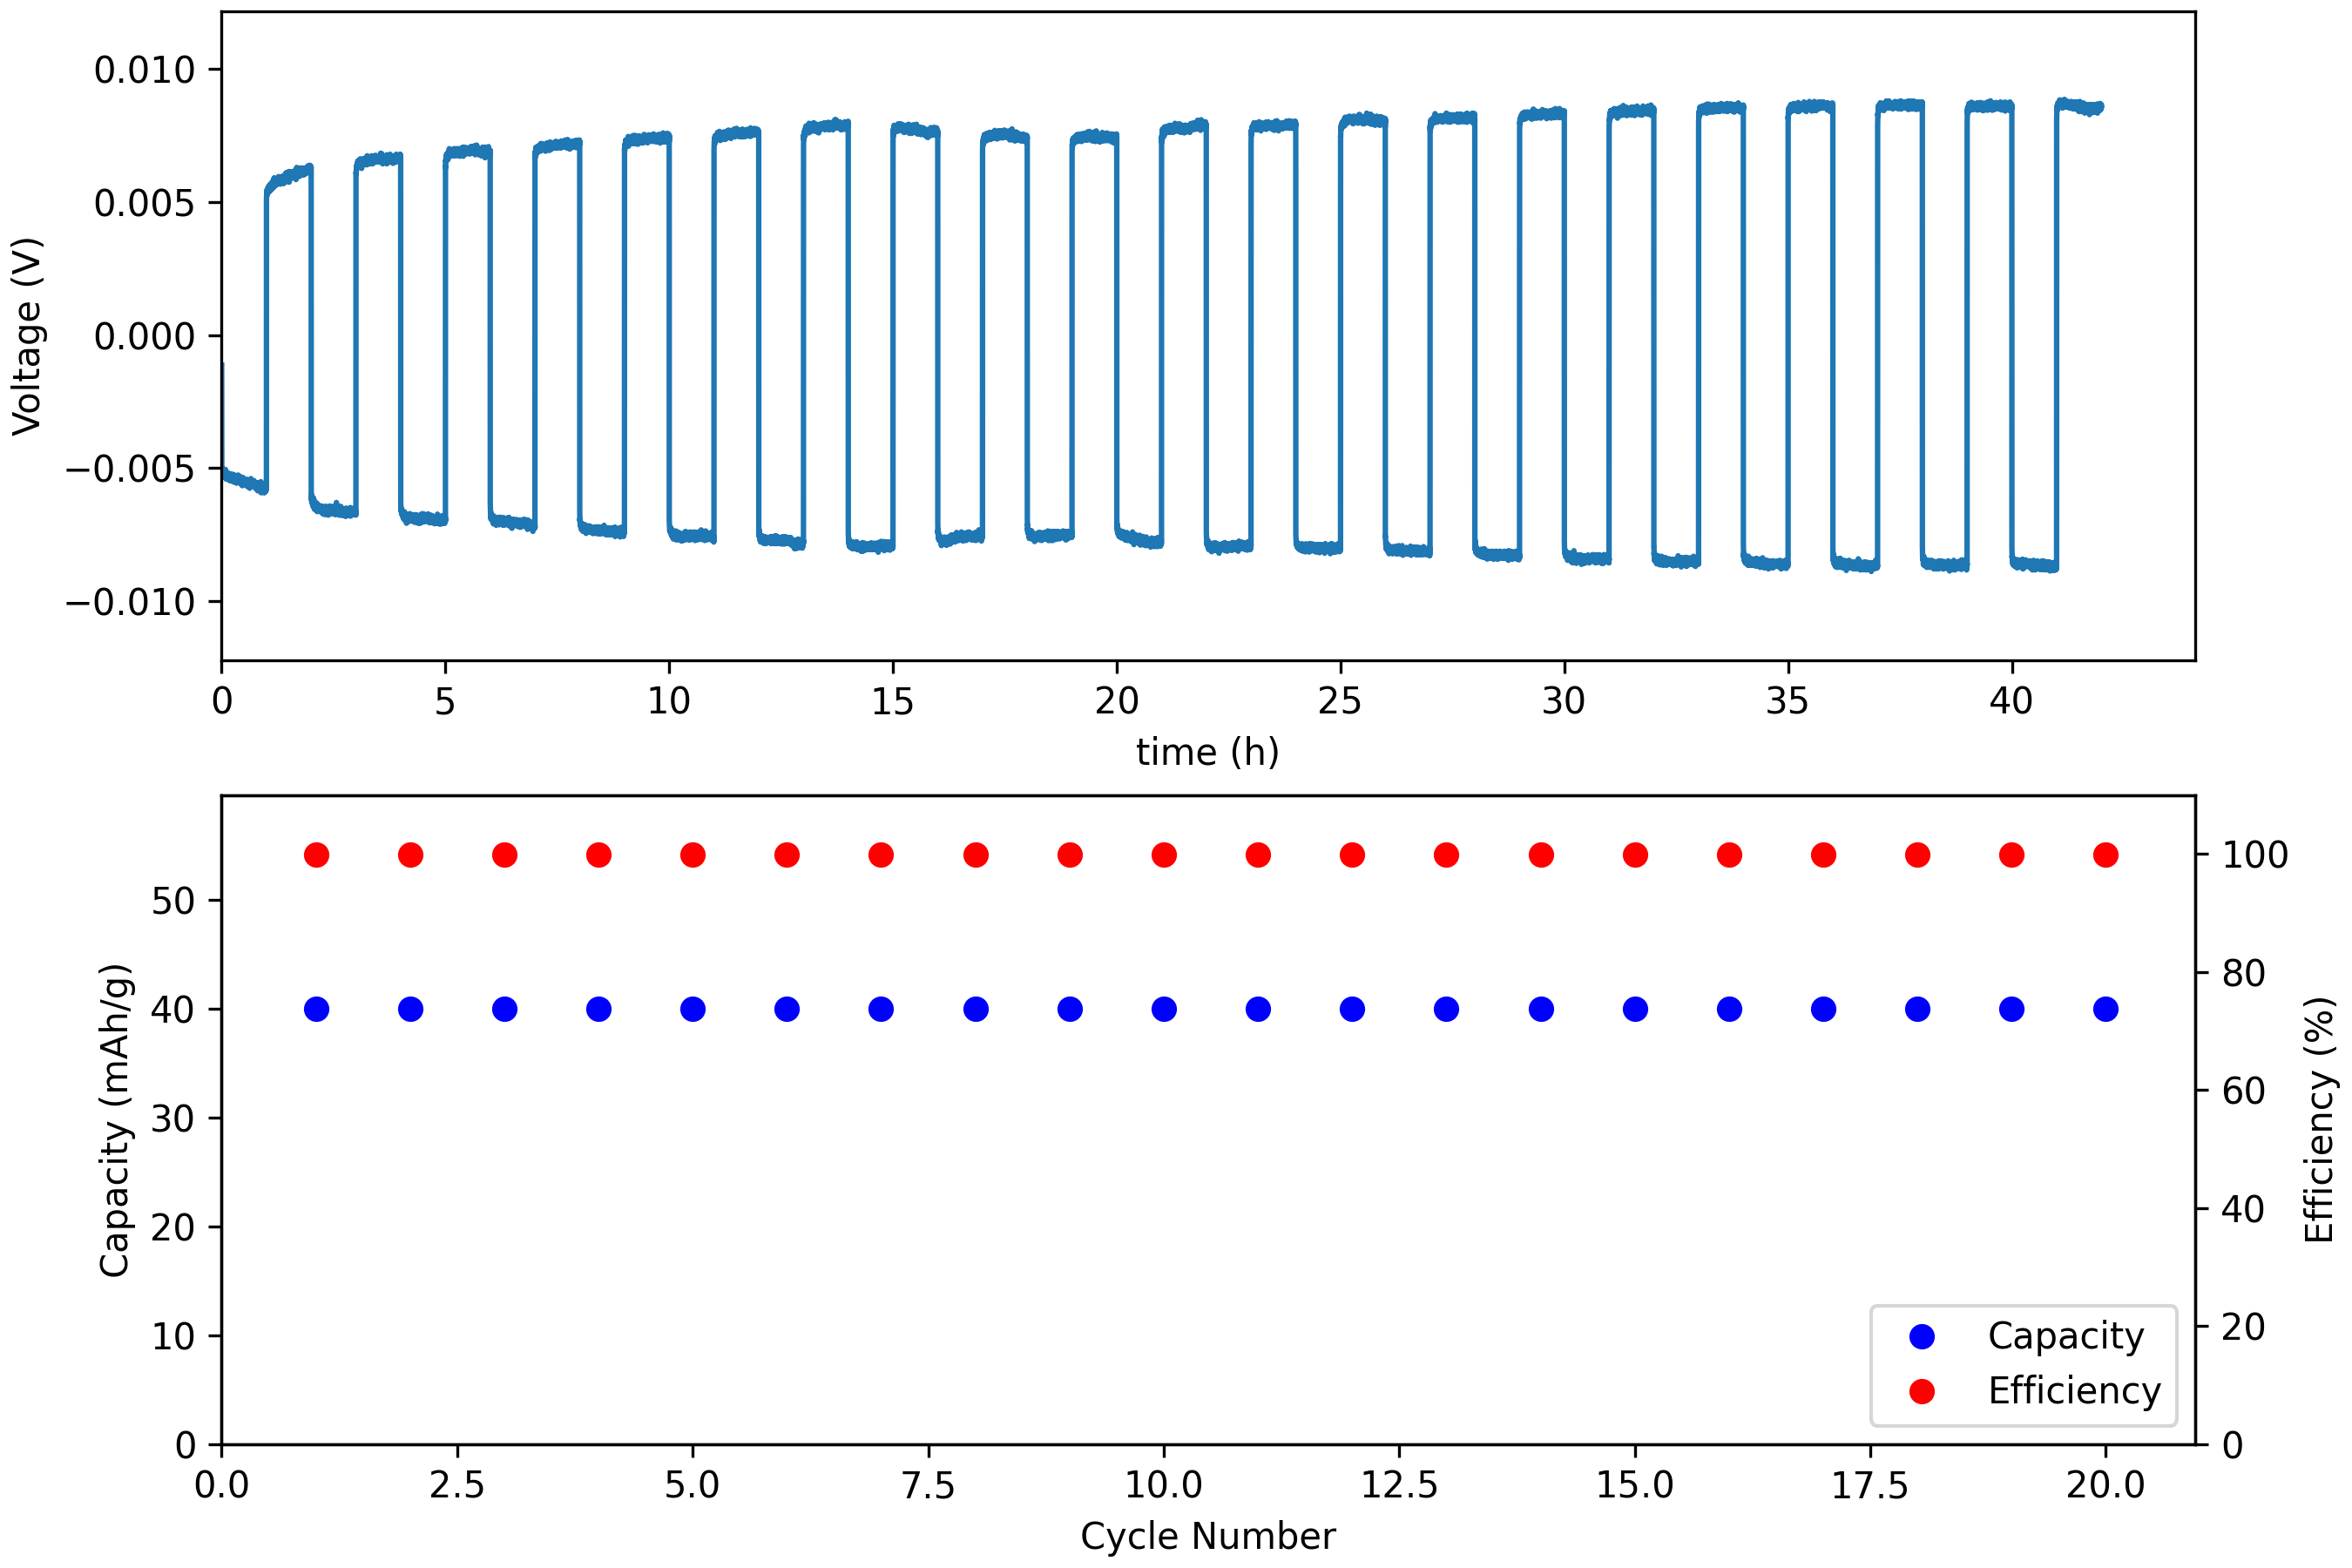 0.010
0.005
0.000
−0.005
−0.010
Voltage (V)
0 5 10 15 20 25 30 35 40
time (h)
50
40
30
20
10
0
Capacity (mAh/g)
100
80
60
40
20
0
Efficiency (%)
Capacity
Efficiency
0.0 2.5 5.0 7.5 10.0 12.5 15.0 17.5 20.0
Cycle Number